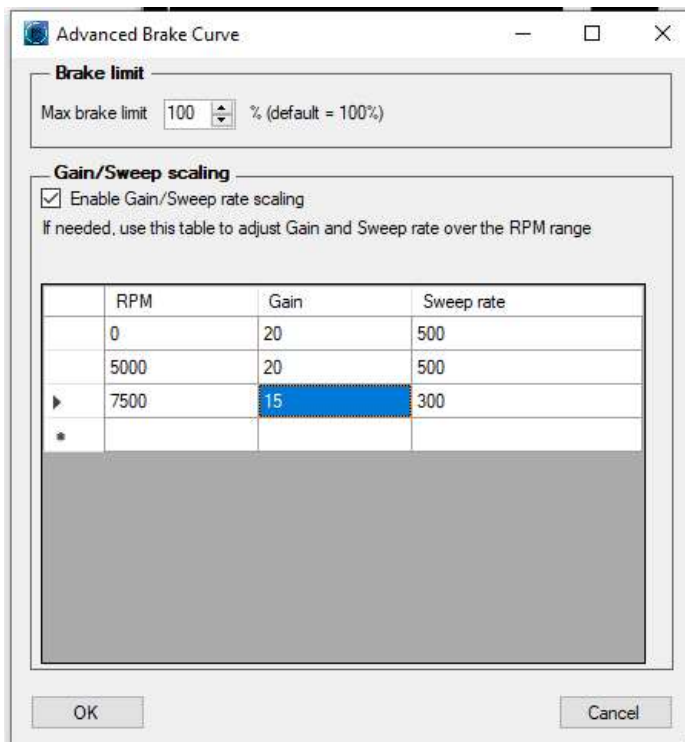 Advanced Brake Curve
Brake limit
Max brake limit 100 % (default = 100%)
Gain/Sweep scaling
Enable Gain/Sweep rate scaling
If needed, use this table to adjust Gain and Sweep rate over the RPM range
RPM Gain Sweep rate
0 20 500
5000 20 500
7500 15 300
OK Cancel